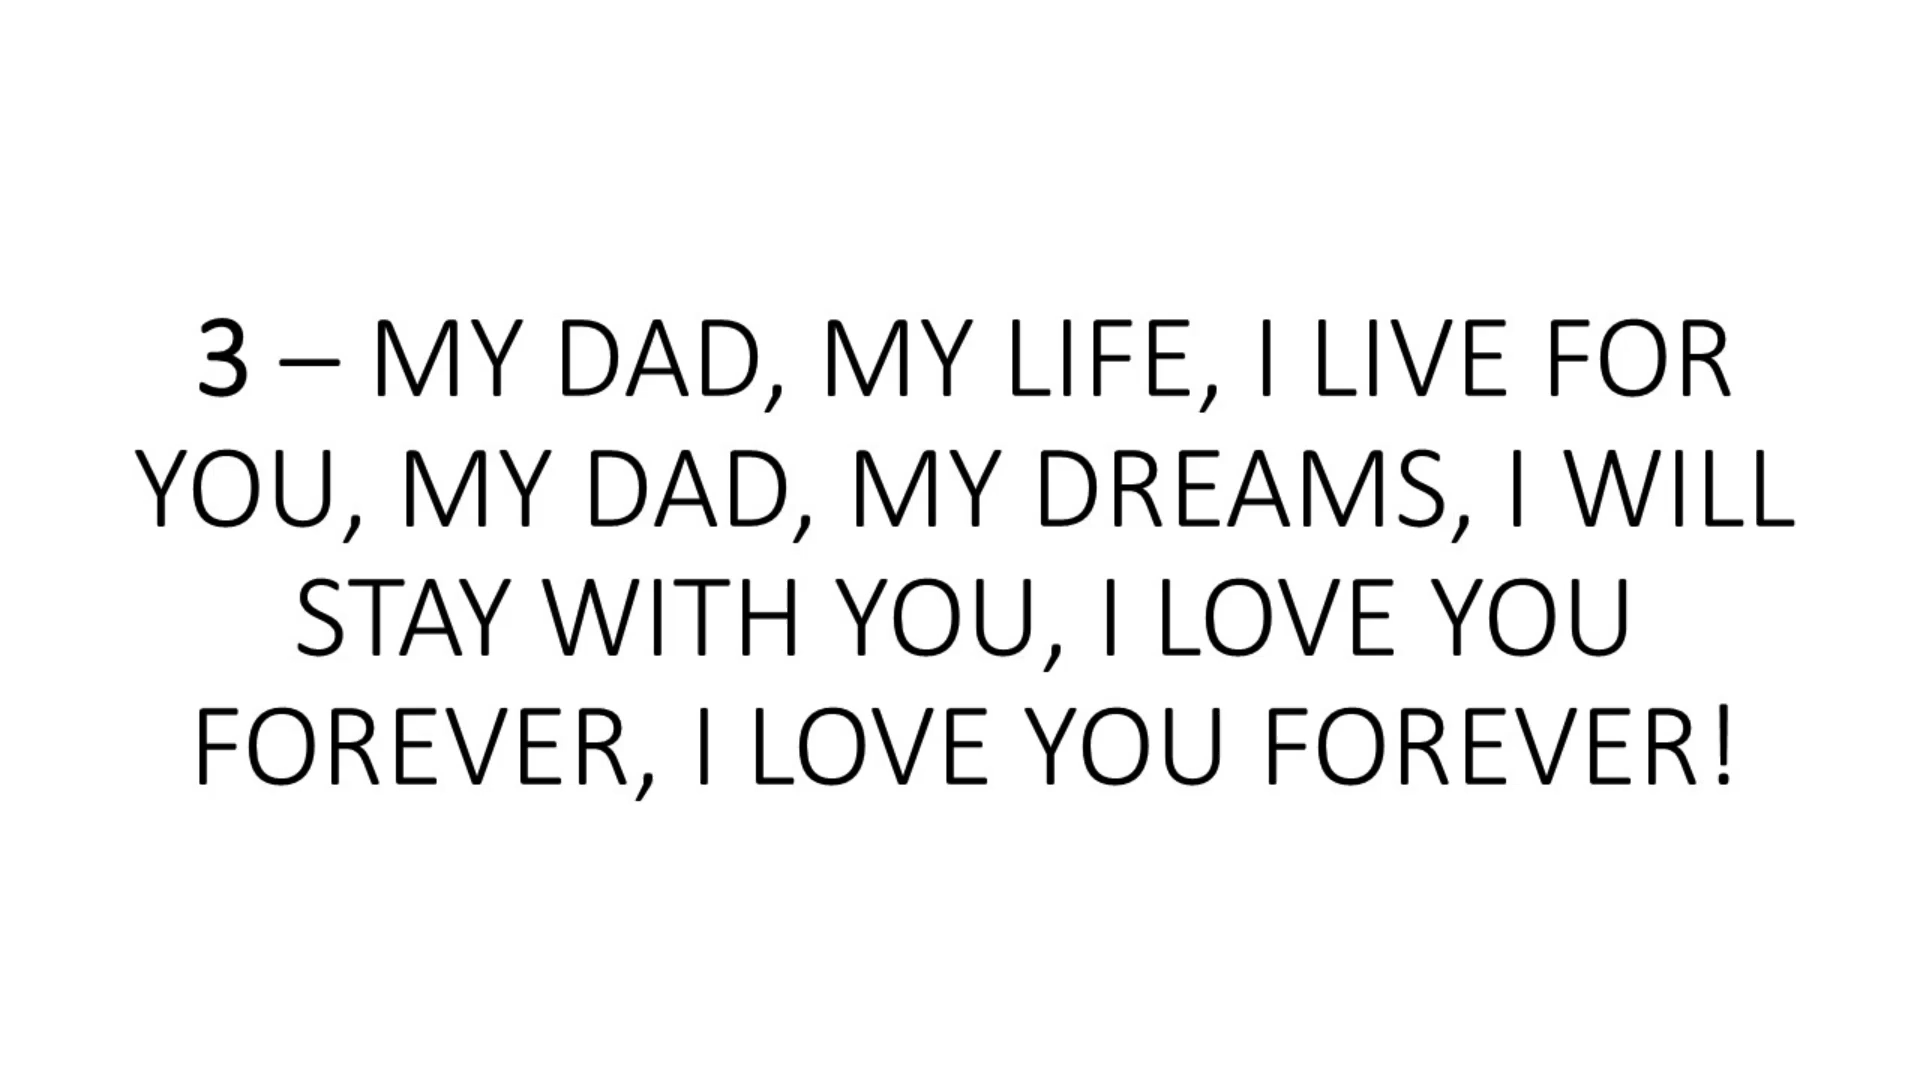 3 – MY DAD, MY LIFE, I LIVE FOR
YOU, MY DAD, MY DREAMS, I WILL
STAY WITH YOU, I LOVE YOU
FOREVER, I LOVE YOU FOREVER!